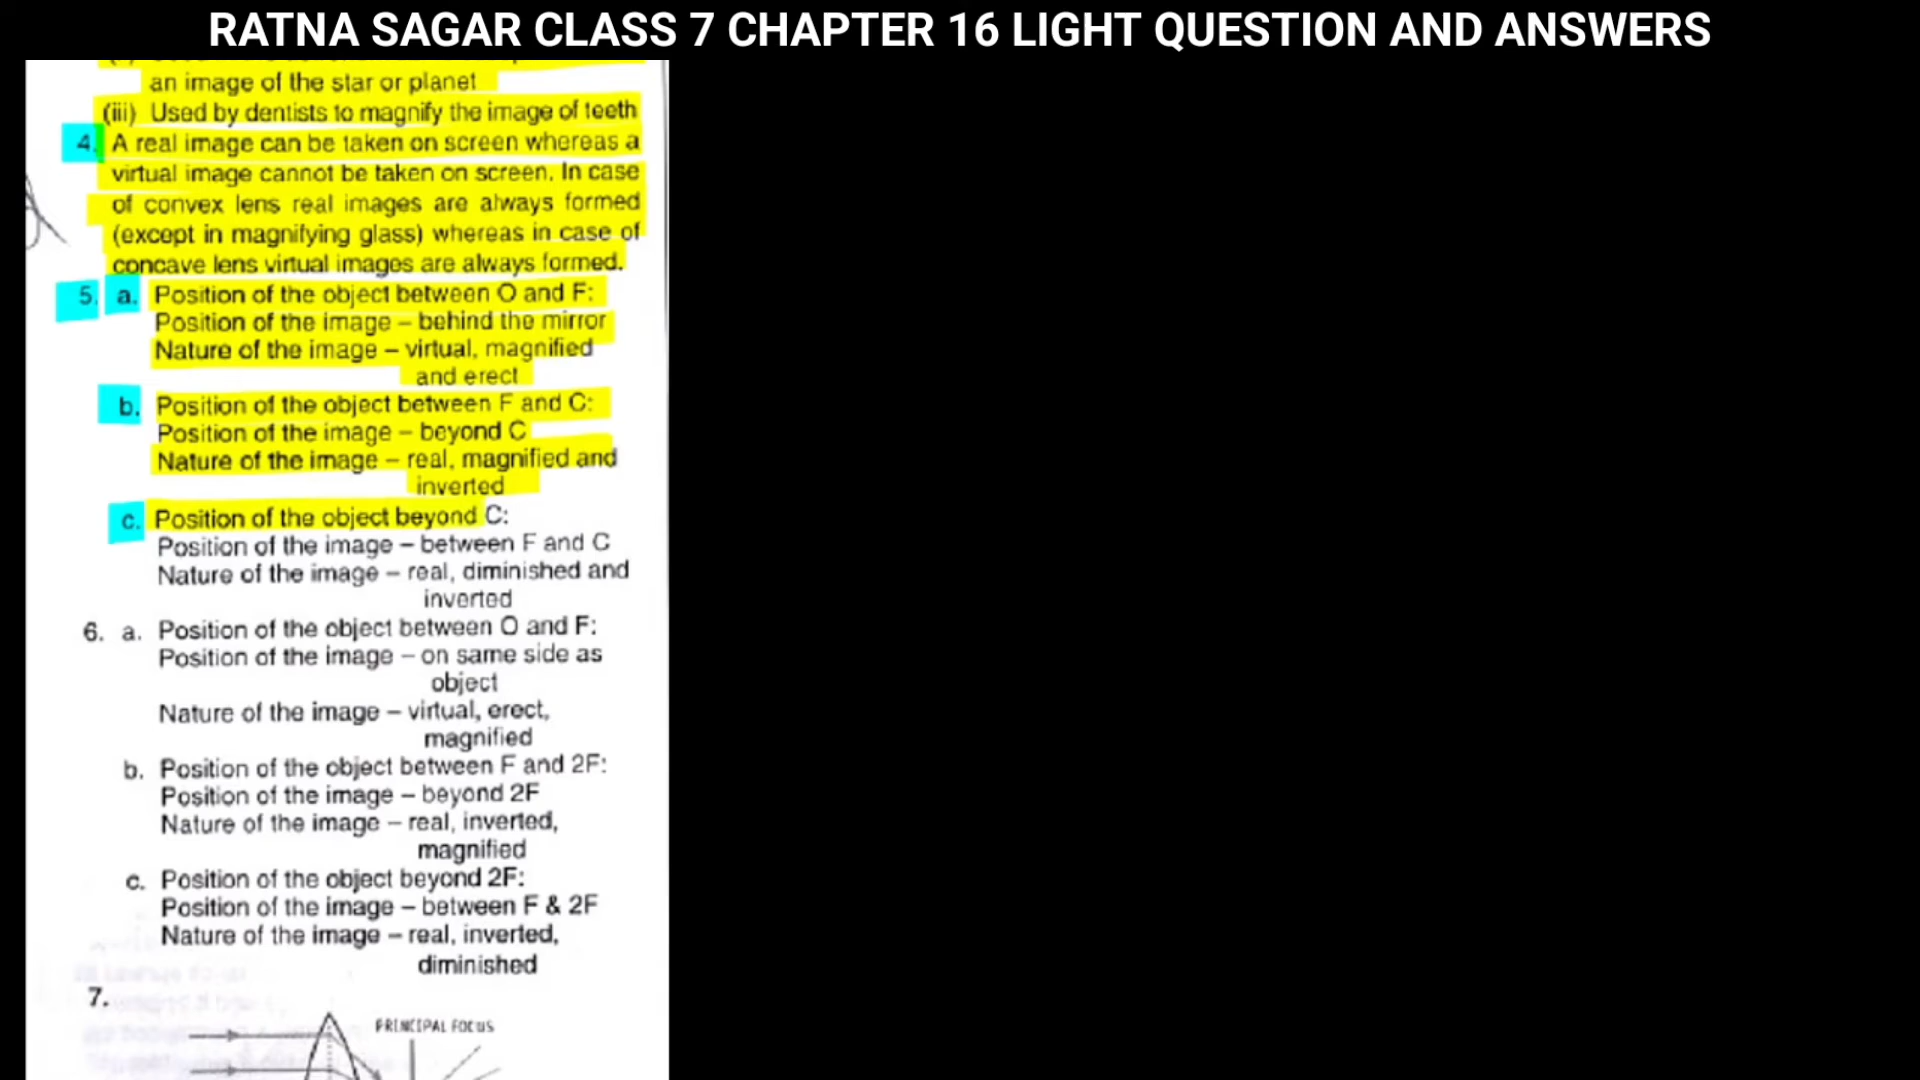 RATNA SAGAR CLASS 7 CHAPTER 16 LIGHT QUESTION AND ANSWERS
an image of the star or planet
(iii) Used by dentists to magnify the image of teeth
4. A real image can be taken on screen whereas a
virtual image cannot be taken on screen. In case
of convex lens real images are always formed
(except in magnifying glass) whereas in case of
concave lens virtual images are always formed.
5. a. Position of the object between O and F:
Position of the image – behind the mirror
Nature of the image – virtual, magnified
and erect
b. Position of the object between F and C:
Position of the image – beyond C
Nature of the image – real, magnified and
inverted
c. Position of the object beyond C:
Position of the image – between F and C
Nature of the image – real, diminished and
inverted
6. a. Position of the object between O and F:
Position of the image – on same side as
object
Nature of the image – virtual, erect,
magnified
b. Position of the object between F and 2F:
Position of the image – beyond 2F
Nature of the image – real, inverted,
magnified
c. Position of the object beyond 2F:
Position of the image – between F & 2F
Nature of the image – real, inverted,
diminished
7.
PRINCIPAL FOCUS